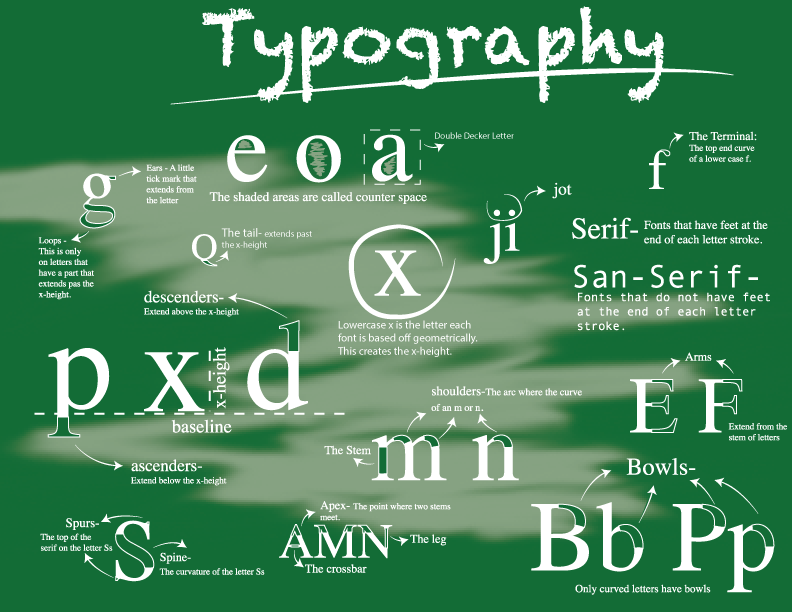 Typography
e o a
Double Decker Letter
The shaded areas are called counter space
g
Ears - A little
tick mark that
extends from
the letter
Loops -
This is only
on letters that
have a part that
extends pas the
x-height.
f
The Terminal:
The top end curve
of a lower case f.
ji
jot
Q
The tail- extends past
the x-height
x
Lowercase x is the letter each
font is based off geometrically.
This creates the x-height.
Serif- Fonts that have feet at the
end of each letter stroke.
San-Serif-
Fonts that do not have feet
at the end of each letter
stroke.
descenders-
Extend above the x-height
p x d
x-height
baseline
ascenders-
Extend below the x-height
shoulders-The arc where the curve
of an m or n.
The Stem
m n
Arms
E F
Extend from the
stem of letters
Bowls-
B b P p
Only curved letters have bowls
Spurs-
The top of the
serif on the letter Ss
S
Spine-
The curvature of the letter Ss
Apex- The point where two stems
meet.
AMN
The leg
The crossbar